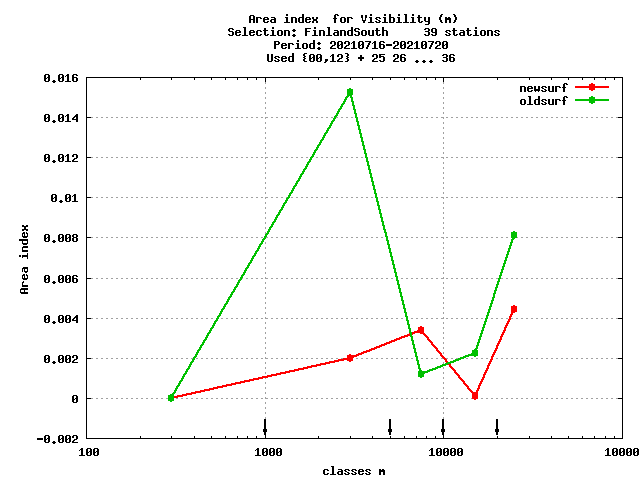 Area index  for Visibility (m)
Selection: FinlandSouth     39 stations
Period: 20210716-20210720
Used {00,12} + 25 26 ... 36
newsurf
oldsurf
0.016
0.014
0.012
0.01
0.008
0.006
0.004
0.002
0
-0.002
Area index
100 1000 10000 10000
classes m